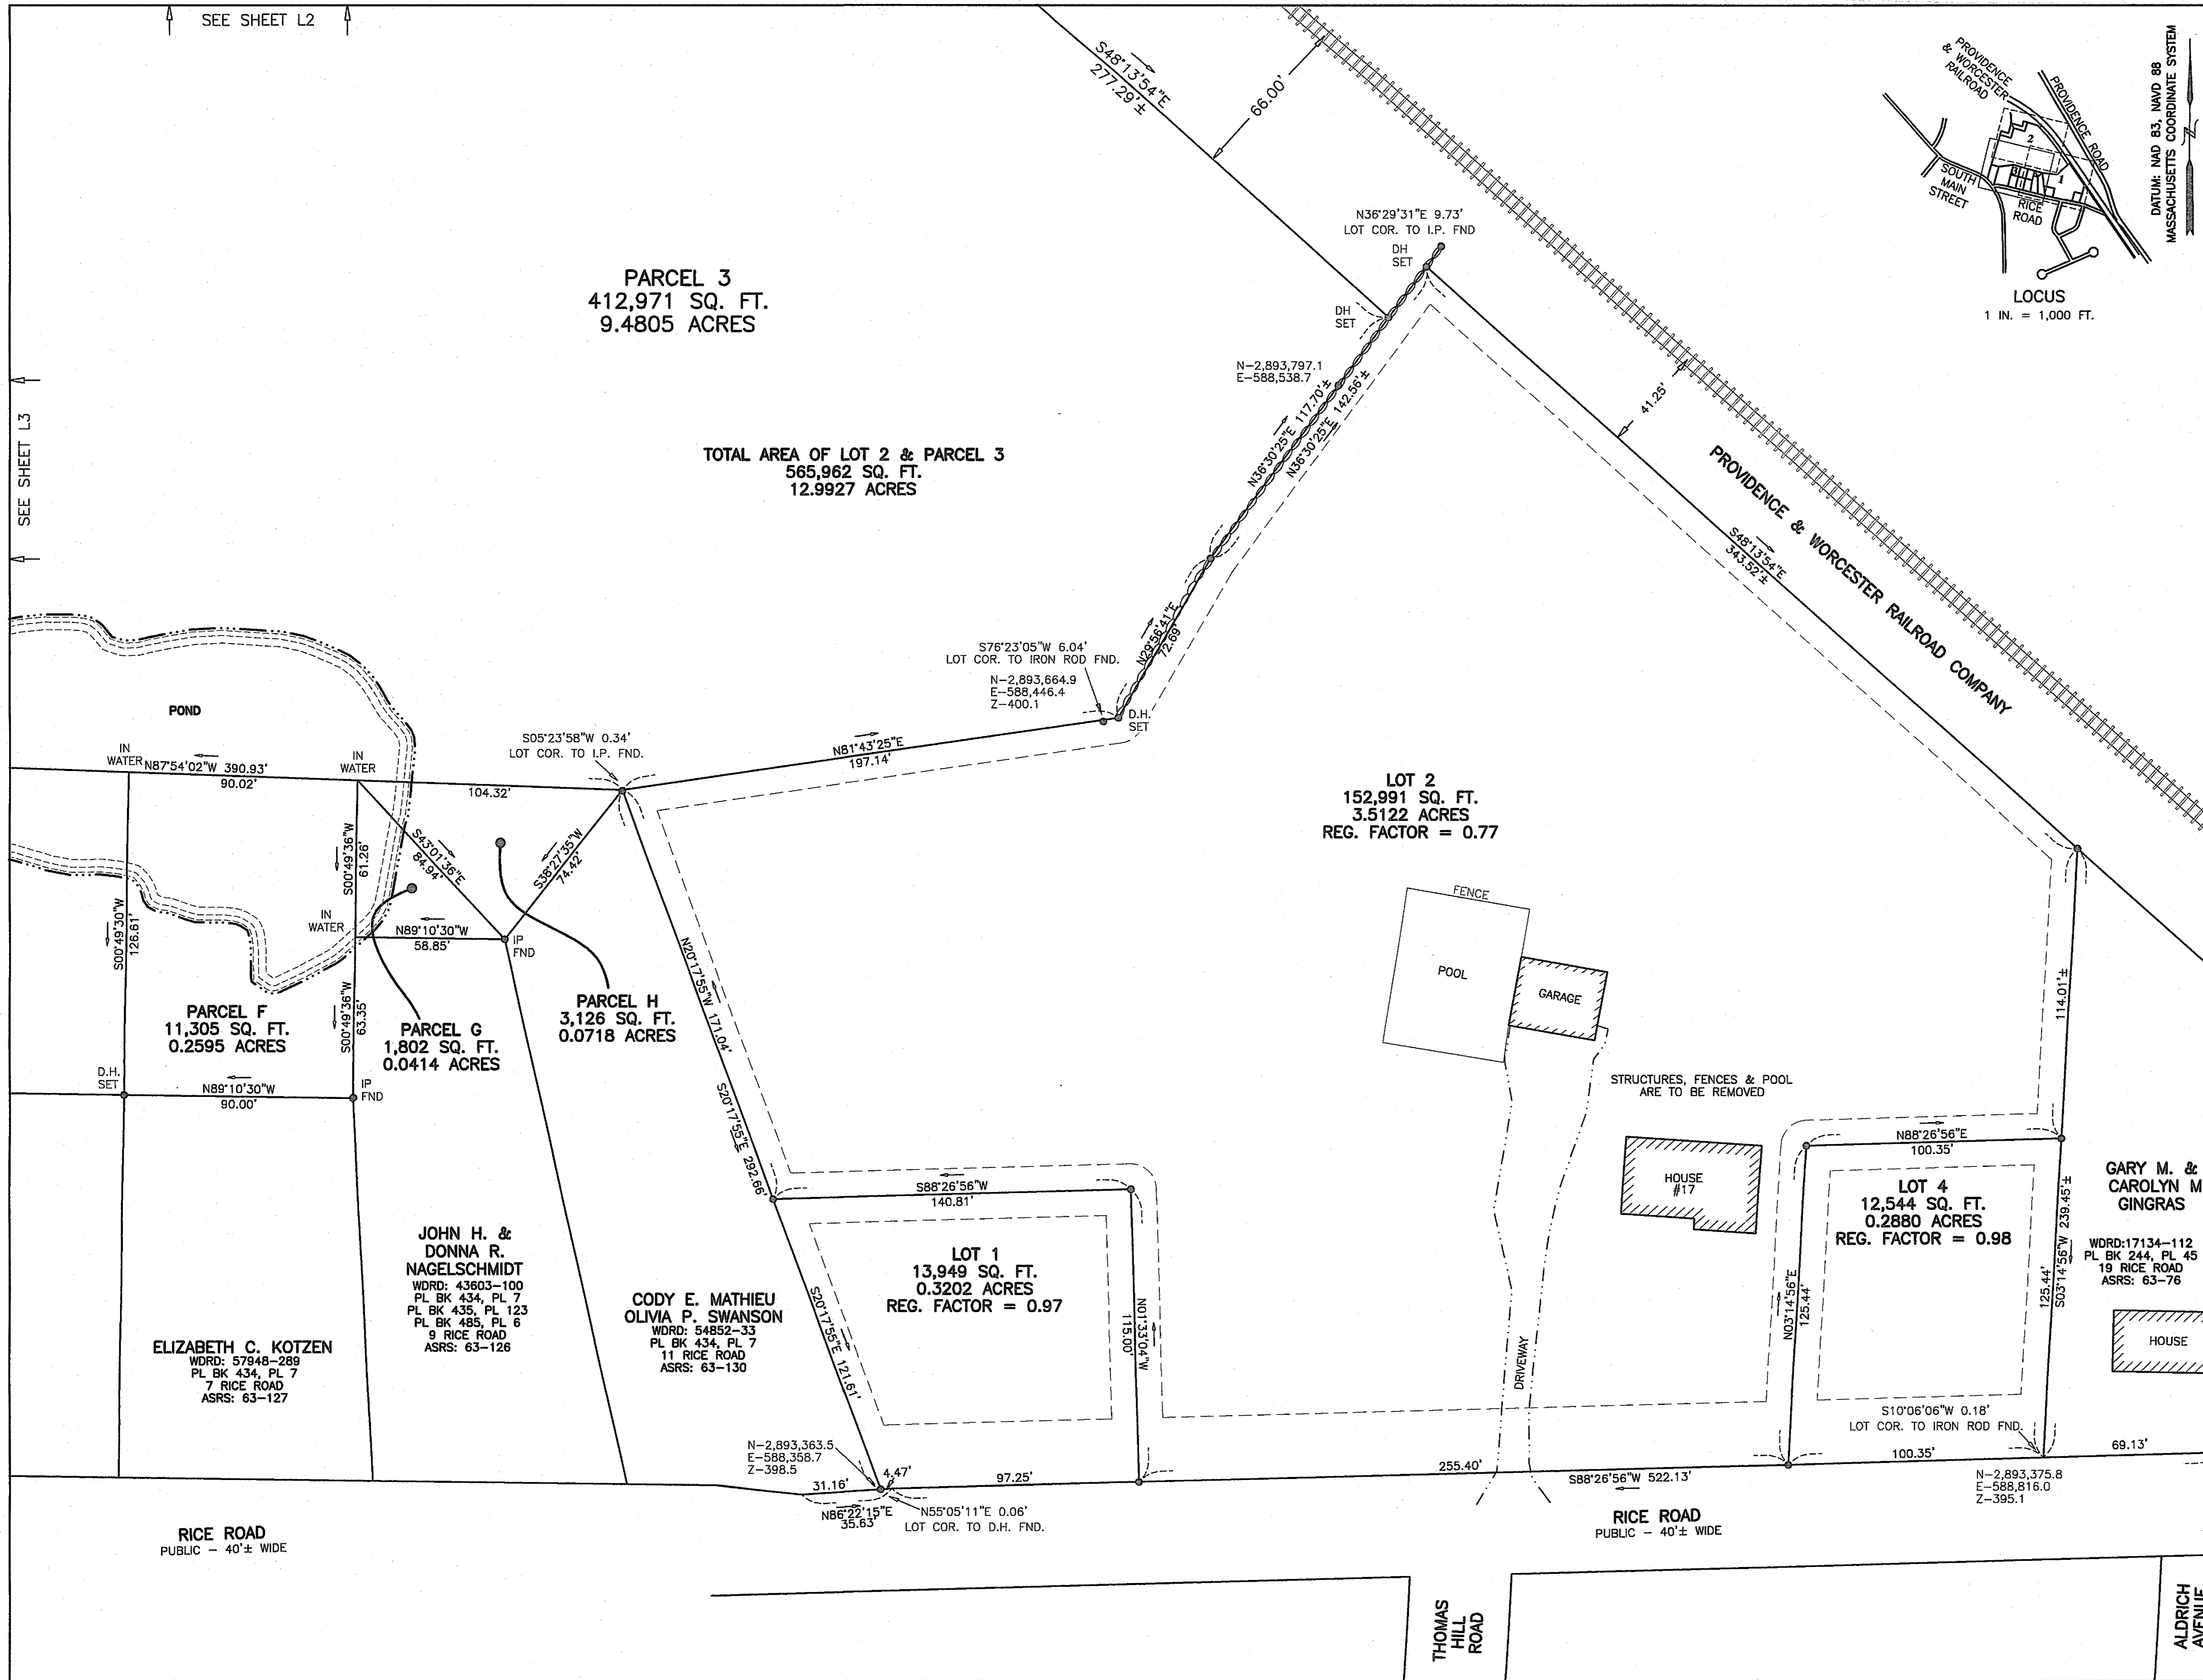 SEE SHEET L2
SEE SHEET L3
S48°13'54"E
277.29'±
66.00'
PROVIDENCE
& WORCESTER
RAILROAD
PROVIDENCE ROAD
2
1
SOUTH
MAIN
STREET
RICE
ROAD
LOCUS
1 IN. = 1,000 FT.
DATUM: NAD 83, NAVD 88
MASSACHUSETTS COORDINATE SYSTEM
N36°29'31"E 9.73'
LOT COR. TO I.P. FND
DH
SET
DH
SET
PARCEL 3
412,971 SQ. FT.
9.4805 ACRES
N-2,893,797.1
E-588,538.7
N36°30'25"E 117.70'±
N36°30'25"E 142.56'±
41.25'
TOTAL AREA OF LOT 2 & PARCEL 3
565,962 SQ. FT.
12.9927 ACRES
PROVIDENCE & WORCESTER RAILROAD COMPANY
S48°13'54"E
343.52'±
N29°56'41"E
72.69'
S76°23'05"W 6.04'
LOT COR. TO IRON ROD FND.
N-2,893,664.9
E-588,446.4
Z-400.1
D.H.
SET
POND
S05°23'58"W 0.34'
LOT COR. TO I.P. FND.
N81°43'25"E
197.14'
IN
WATER
N87°54'02"W 390.93'
90.02'
IN
WATER
104.32'
LOT 2
152,991 SQ. FT.
3.5122 ACRES
REG. FACTOR = 0.77
S00°49'36"W
61.26'
S43°01'36"E
84.94'
S38°27'35"W
74.42'
FENCE
POOL
GARAGE
IN
WATER
N89°10'30"W
58.85'
IP
FND
S00°49'30"W
126.61'
N20°17'55"W 171.04'
S20°17'55"E 292.66'
PARCEL F
11,305 SQ. FT.
0.2595 ACRES
S00°49'36"W
63.35'
PARCEL G
1,802 SQ. FT.
0.0414 ACRES
PARCEL H
3,126 SQ. FT.
0.0718 ACRES
114.01'±
D.H.
SET
N89°10'30"W
90.00'
IP
FND
STRUCTURES, FENCES & POOL
ARE TO BE REMOVED
N88°26'56"E
100.35'
HOUSE
#17
S88°26'56"W
140.81'
LOT 4
12,544 SQ. FT.
0.2880 ACRES
REG. FACTOR = 0.98
GARY M. &
CAROLYN M
GINGRAS
WDRD:17134-112
PL BK 244, PL 45
19 RICE ROAD
ASRS: 63-76
JOHN H. &
DONNA R.
NAGELSCHMIDT
WDRD: 43603-100
PL BK 434, PL 7
PL BK 435, PL 123
PL BK 485, PL 6
9 RICE ROAD
ASRS: 63-126
LOT 1
13,949 SQ. FT.
0.3202 ACRES
REG. FACTOR = 0.97
N03°14'56"E
125.44'
125.44'
S03°14'56"W 239.45'±
HOUSE
CODY E. MATHIEU
OLIVIA P. SWANSON
WDRD: 54852-33
PL BK 434, PL 7
11 RICE ROAD
ASRS: 63-130
S20°17'55"E 121.61'
N01°33'04"W
115.00'
ELIZABETH C. KOTZEN
WDRD: 57948-289
PL BK 434, PL 7
7 RICE ROAD
ASRS: 63-127
DRIVEWAY
S10°06'06"W 0.18'
LOT COR. TO IRON ROD FND.
N-2,893,363.5
E-588,358.7
Z-398.5
31.16'
4.47'
97.25'
255.40'
S88°26'56"W 522.13'
100.35'
69.13'
N-2,893,375.8
E-588,816.0
Z-395.1
N86°22'15"E
35.63'
N55°05'11"E 0.06'
LOT COR. TO D.H. FND.
RICE ROAD
PUBLIC - 40'± WIDE
RICE ROAD
PUBLIC - 40'± WIDE
THOMAS
HILL
ROAD
ALDRICH
AVENUE